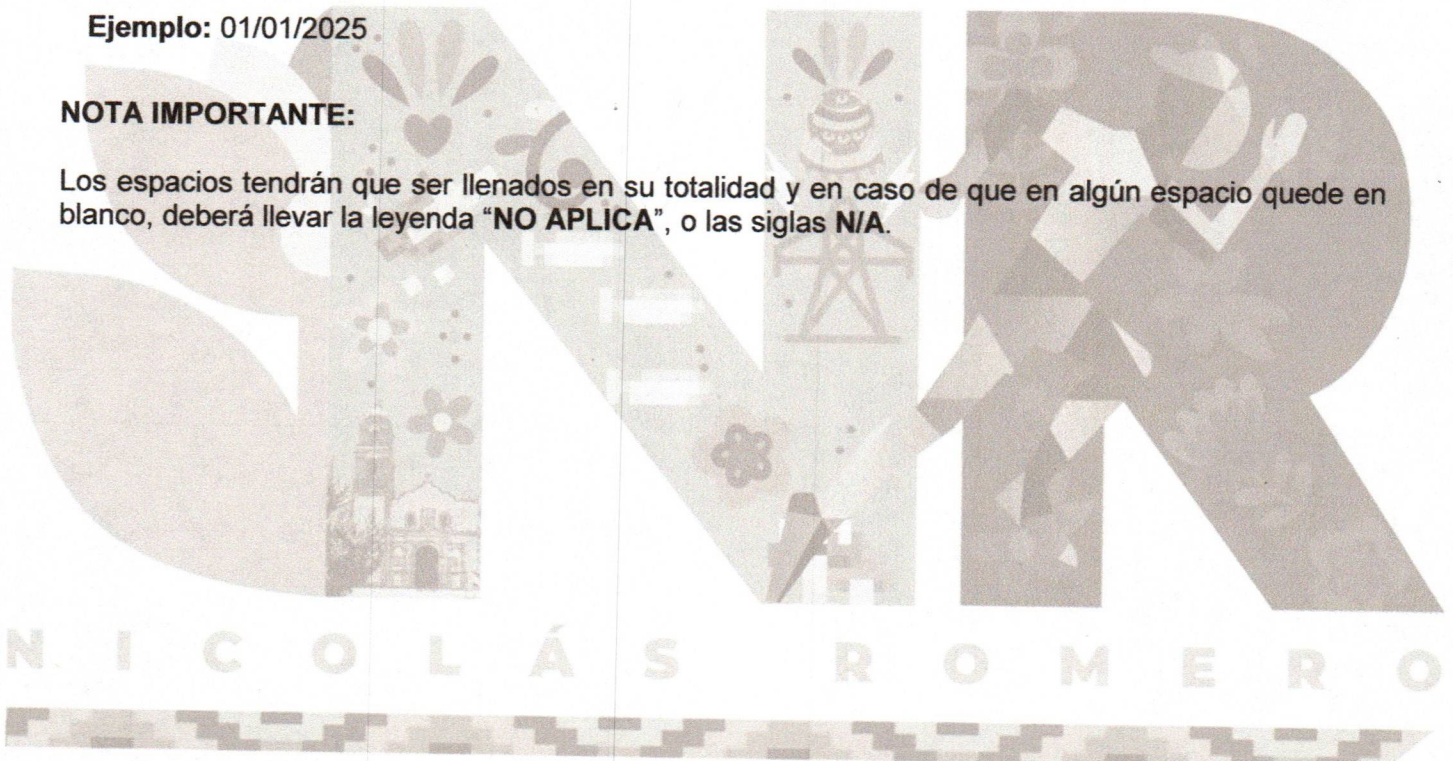 Ejemplo: 01/01/2025
NOTA IMPORTANTE:
Los espacios tendrán que ser llenados en su totalidad y en caso de que en algún espacio quede en
blanco, deberá llevar la leyenda “NO APLICA”, o las siglas N/A.
NR
NICOLÁS ROMERO